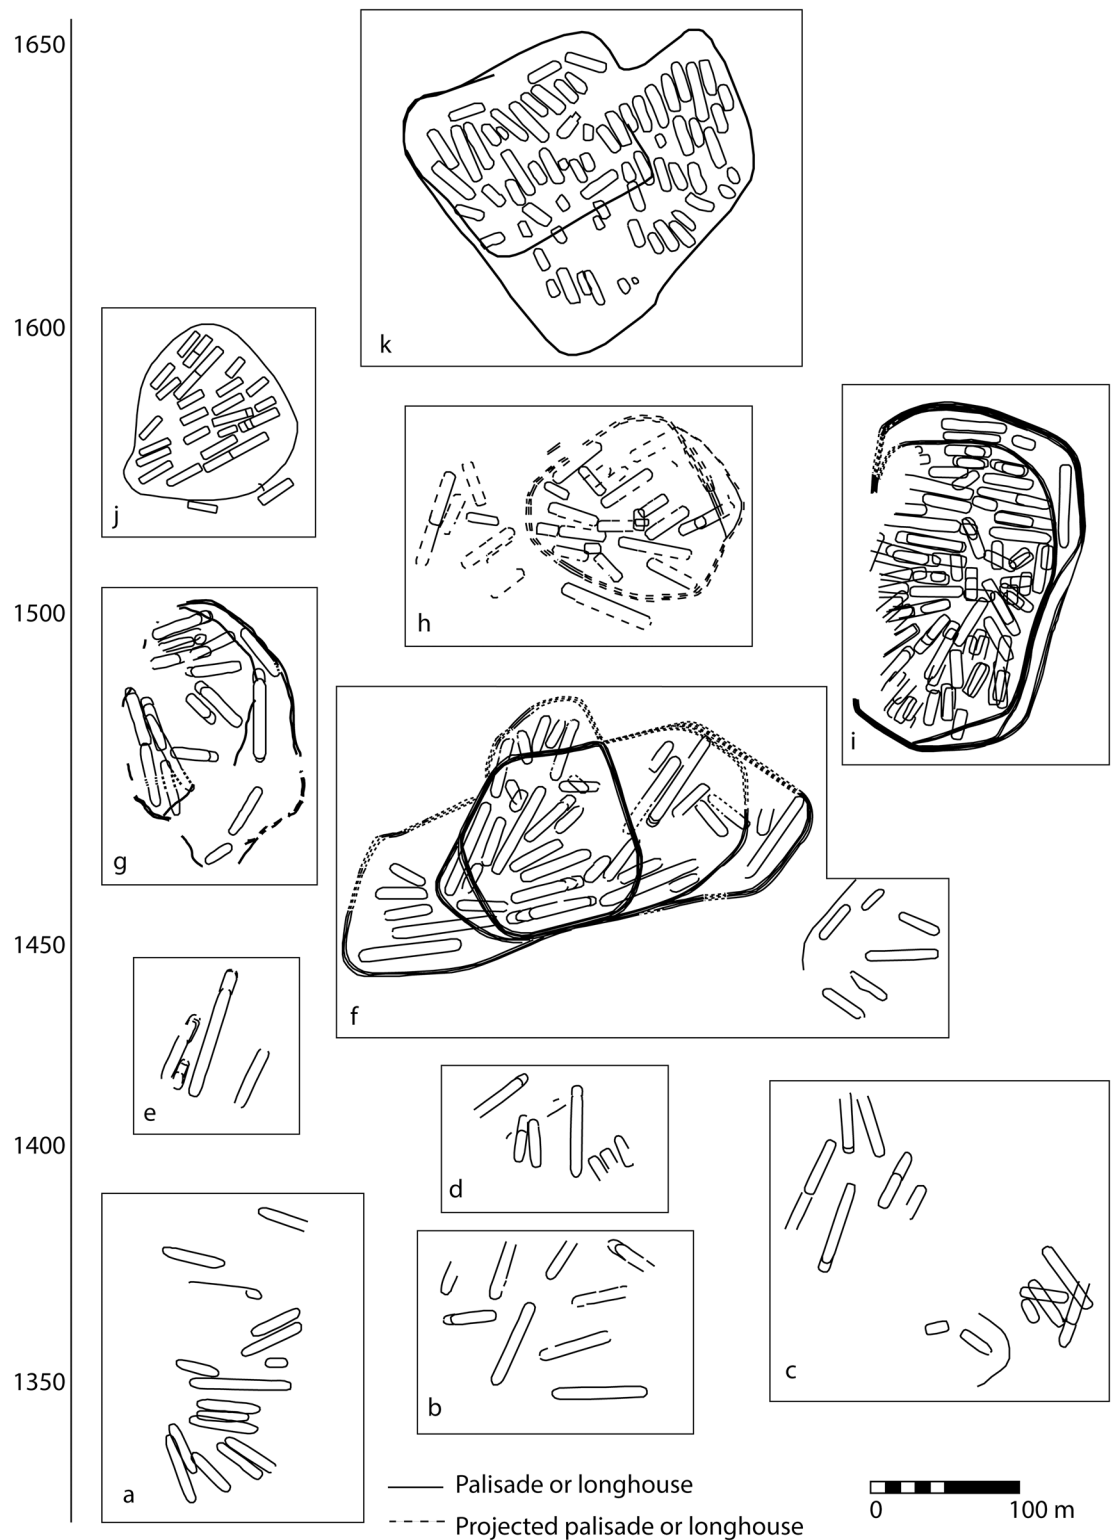 1650
k
1600
j
h
i
1500
g
f
1450
e
d
1400
c
b
1350
a
Palisade or longhouse
Projected palisade or longhouse
0 100 m